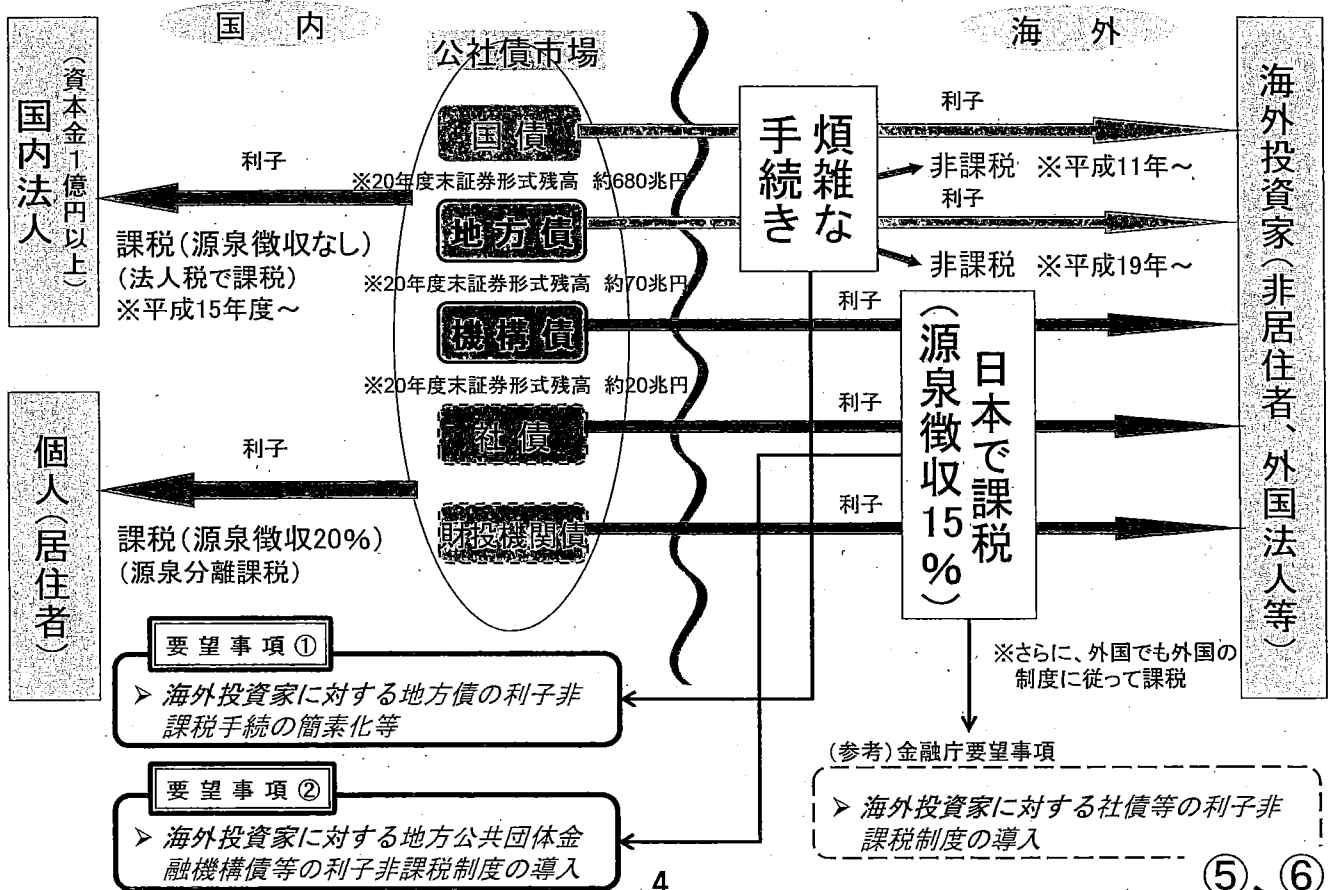 国 内
海 外
公社債市場
国内法人
(資本金1億円以上)
利子
課税(源泉徴収なし)
(法人税で課税)
※平成15年度～
個人(居住者)
利子
課税(源泉徴収20%)
(源泉分離課税)
国 債
※20年度末証券形式残高 約680兆円
地 方 債
※20年度末証券形式残高 約70兆円
機 構 債
※20年度末証券形式残高 約20兆円
社 債
財投機関債
煩雑な
手続き
利子
非課税 ※平成11年～
利子
非課税 ※平成19年～
利子
利子
利子
日本で課税
(源泉徴収15%)
海外投資家(非居住者、外国法人等)
※さらに、外国でも外国の
制度に従って課税
要 望 事 項 ①
➢ 海外投資家に対する地方債の利子非
課税手続の簡素化等
要 望 事 項 ②
➢ 海外投資家に対する地方公共団体金
融機構債等の利子非課税制度の導入
(参考)金融庁要望事項
➢ 海外投資家に対する社債等の利子非
課税制度の導入
4
⑤、⑥